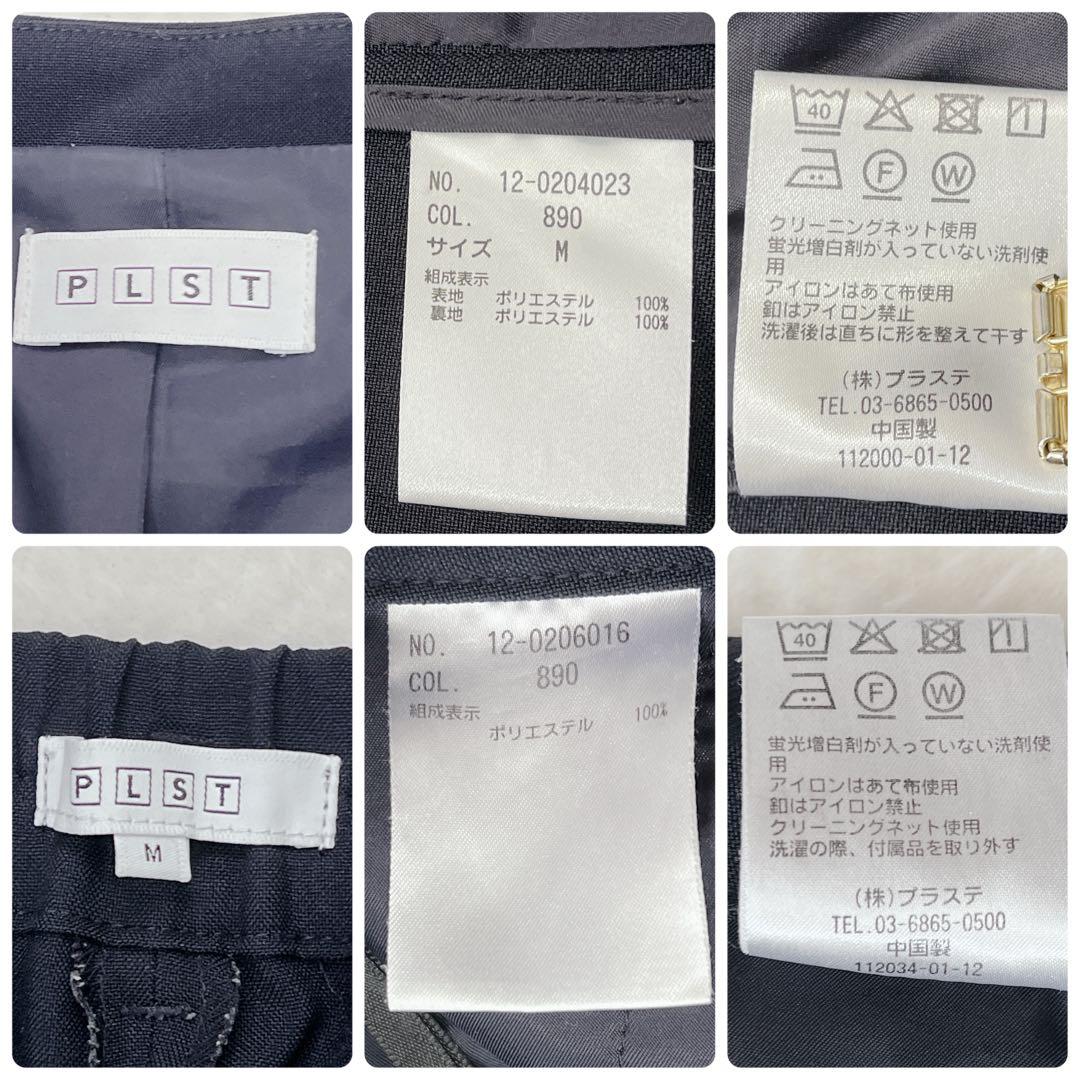 PLST
NO. 12-0204023
COL. 890
サイズ M
組成表示
表地 ポリエステル 100%
裏地 ポリエステル 100%
40
F W
クリーニングネット使用
蛍光増白剤が入っていない洗剤使
用
アイロンはあて布使用
釦はアイロン禁止
洗濯後は直ちに形を整えて干す
(株)プラステ
TEL.03-6865-0500
中国製
112000-01-12
PLST
M
NO. 12-0206016
COL. 890
組成表示
ポリエステル 100%
40
F W
蛍光増白剤が入っていない洗剤使
用
アイロンはあて布使用
釦はアイロン禁止
クリーニングネット使用
洗濯の際、付属品を取り外す
(株)プラステ
TEL.03-6865-0500
中国製
112034-01-12